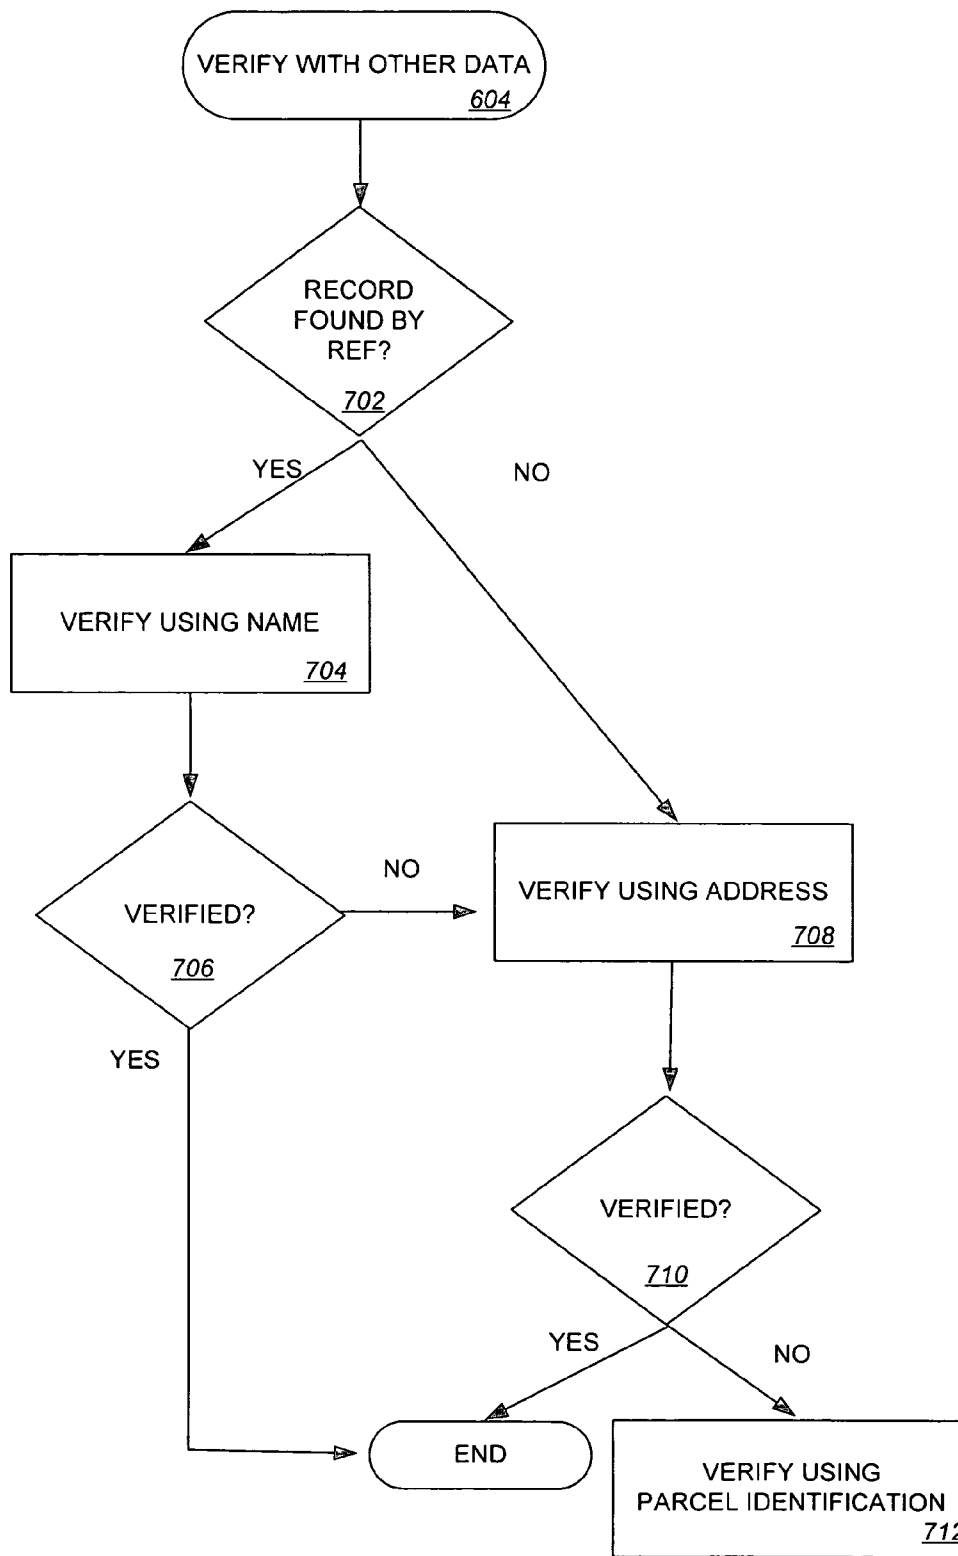 VERIFY WITH OTHER DATA
604
RECORD
FOUND BY
REF?
702
YES
NO
VERIFY USING NAME
704
VERIFIED?
706
NO
VERIFY USING ADDRESS
708
YES
VERIFIED?
710
YES
NO
END
VERIFY USING
PARCEL IDENTIFICATION
712